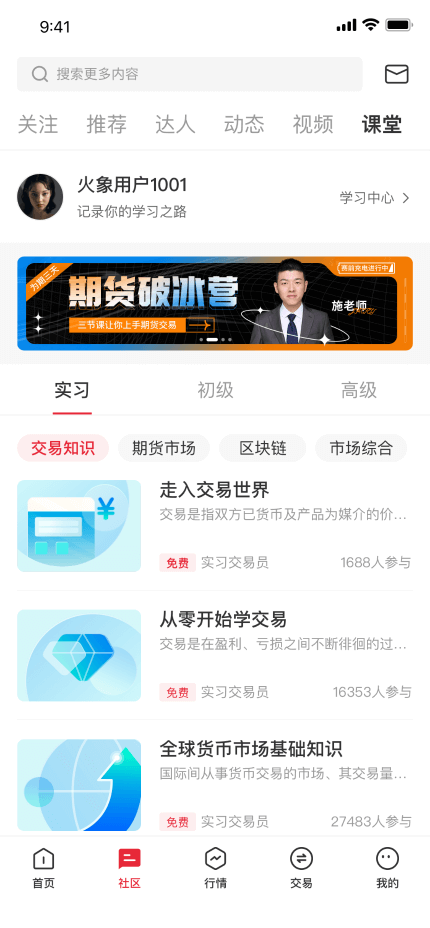 9:41
搜索更多内容
关注 推荐 达人 动态 视频 课堂
火象用户1001
学习中心
记录你的学习之路
为期三天
赛前充电进行中
期货破冰营
施老师
三节课让你上手期货交易
实习 初级 高级
交易知识 期货市场 区块链 市场综合
走入交易世界
交易是指双方已货币及产品为媒介的价...
¥
免费 实习交易员 1688人参与
从零开始学交易
交易是在盈利、亏损之间不断徘徊的过...
免费 实习交易员 16353人参与
全球货币市场基础知识
国际间从事货币交易的市场、其交易量...
免费 实习交易员 27483人参与
首页 社区 行情 交易 我的